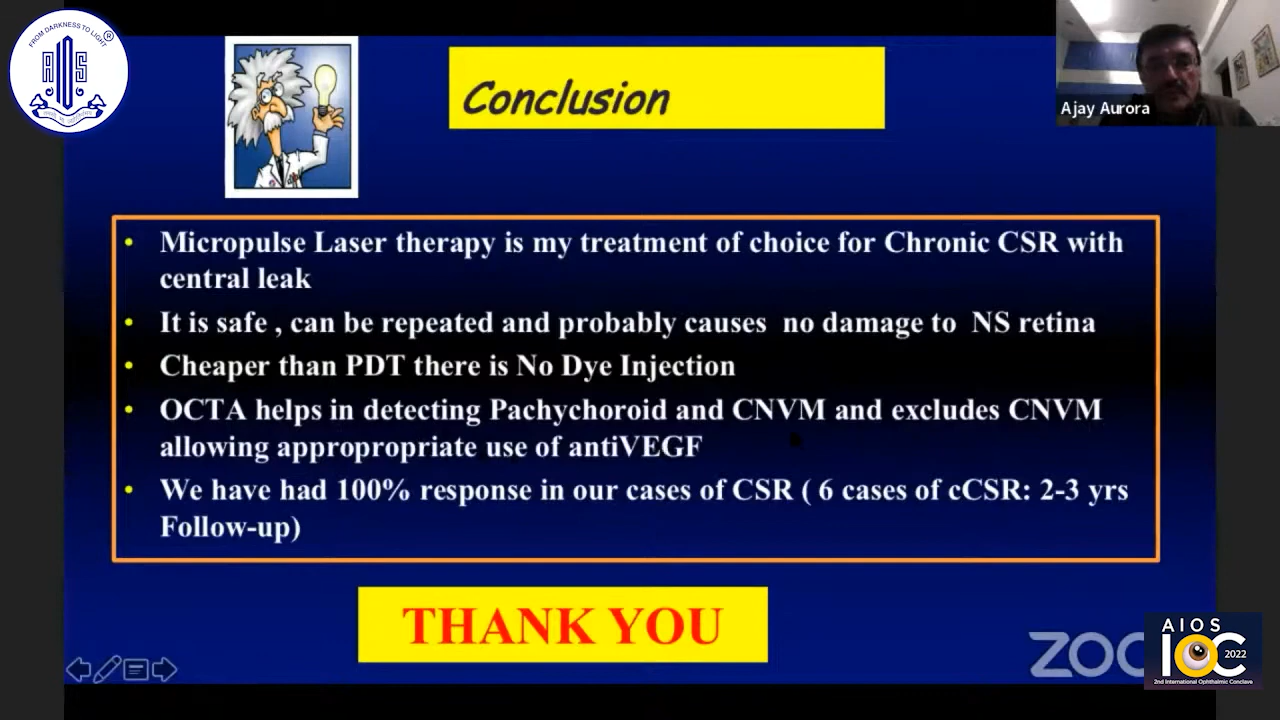 FROM DARKNESS TO LIGHT
®
AIOS
Conclusion
Ajay Aurora
• Micropulse Laser therapy is my treatment of choice for Chronic CSR with
central leak
• It is safe , can be repeated and probably causes no damage to NS retina
• Cheaper than PDT there is No Dye Injection
• OCTA helps in detecting Pachychoroid and CNVM and excludes CNVM
allowing appropropriate use of antiVEGF
• We have had 100% response in our cases of CSR ( 6 cases of cCSR: 2-3 yrs
Follow-up)
THANK YOU
ZOO
AIOS
IOC 2022
2nd International Ophthalmic Conclave